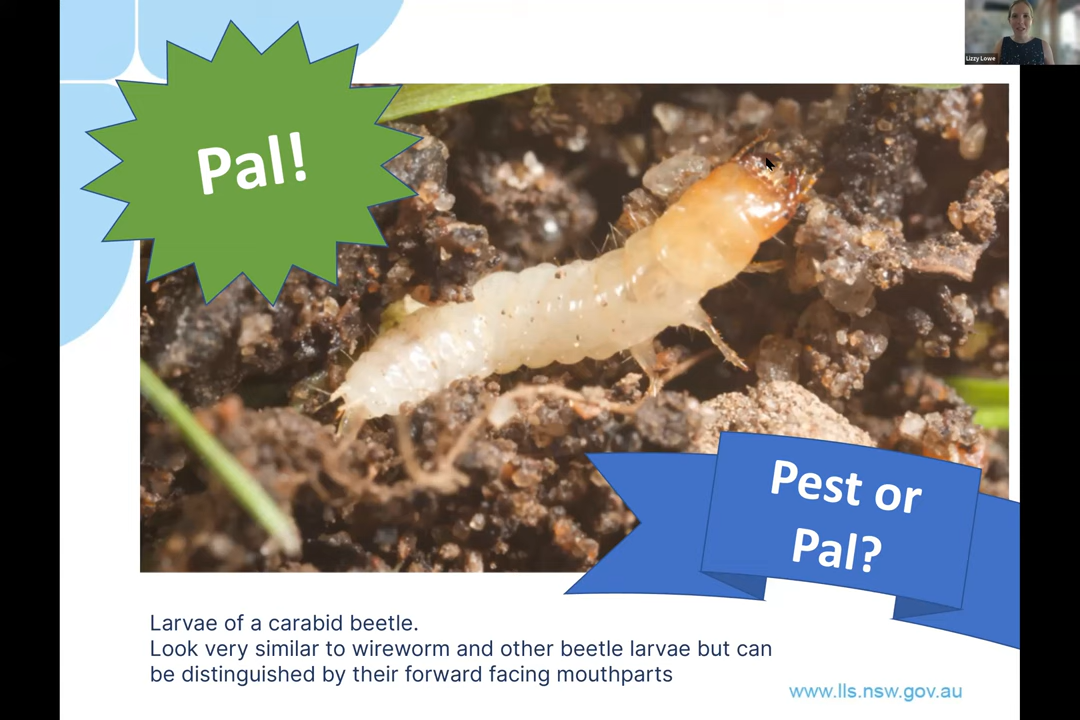 Lizzy Lowe
Pal!
Pest or
Pal?
Larvae of a carabid beetle.
Look very similar to wireworm and other beetle larvae but can
be distinguished by their forward facing mouthparts
www.lls.nsw.gov.au